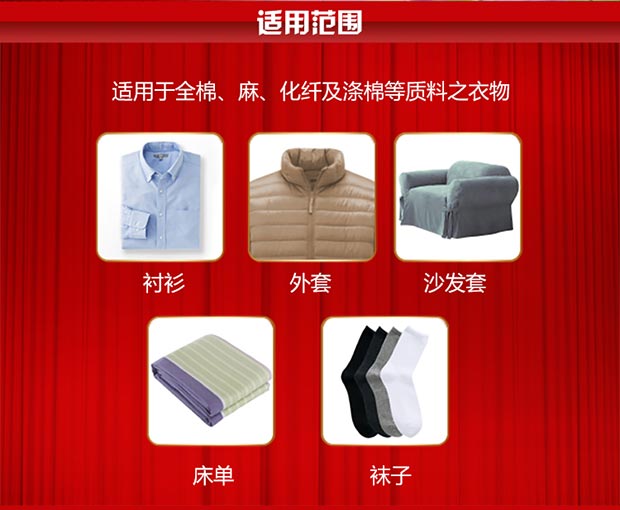 适用范围
适用于全棉、麻、化纤及涤棉等质料之衣物
衬衫
外套
沙发套
床单
袜子